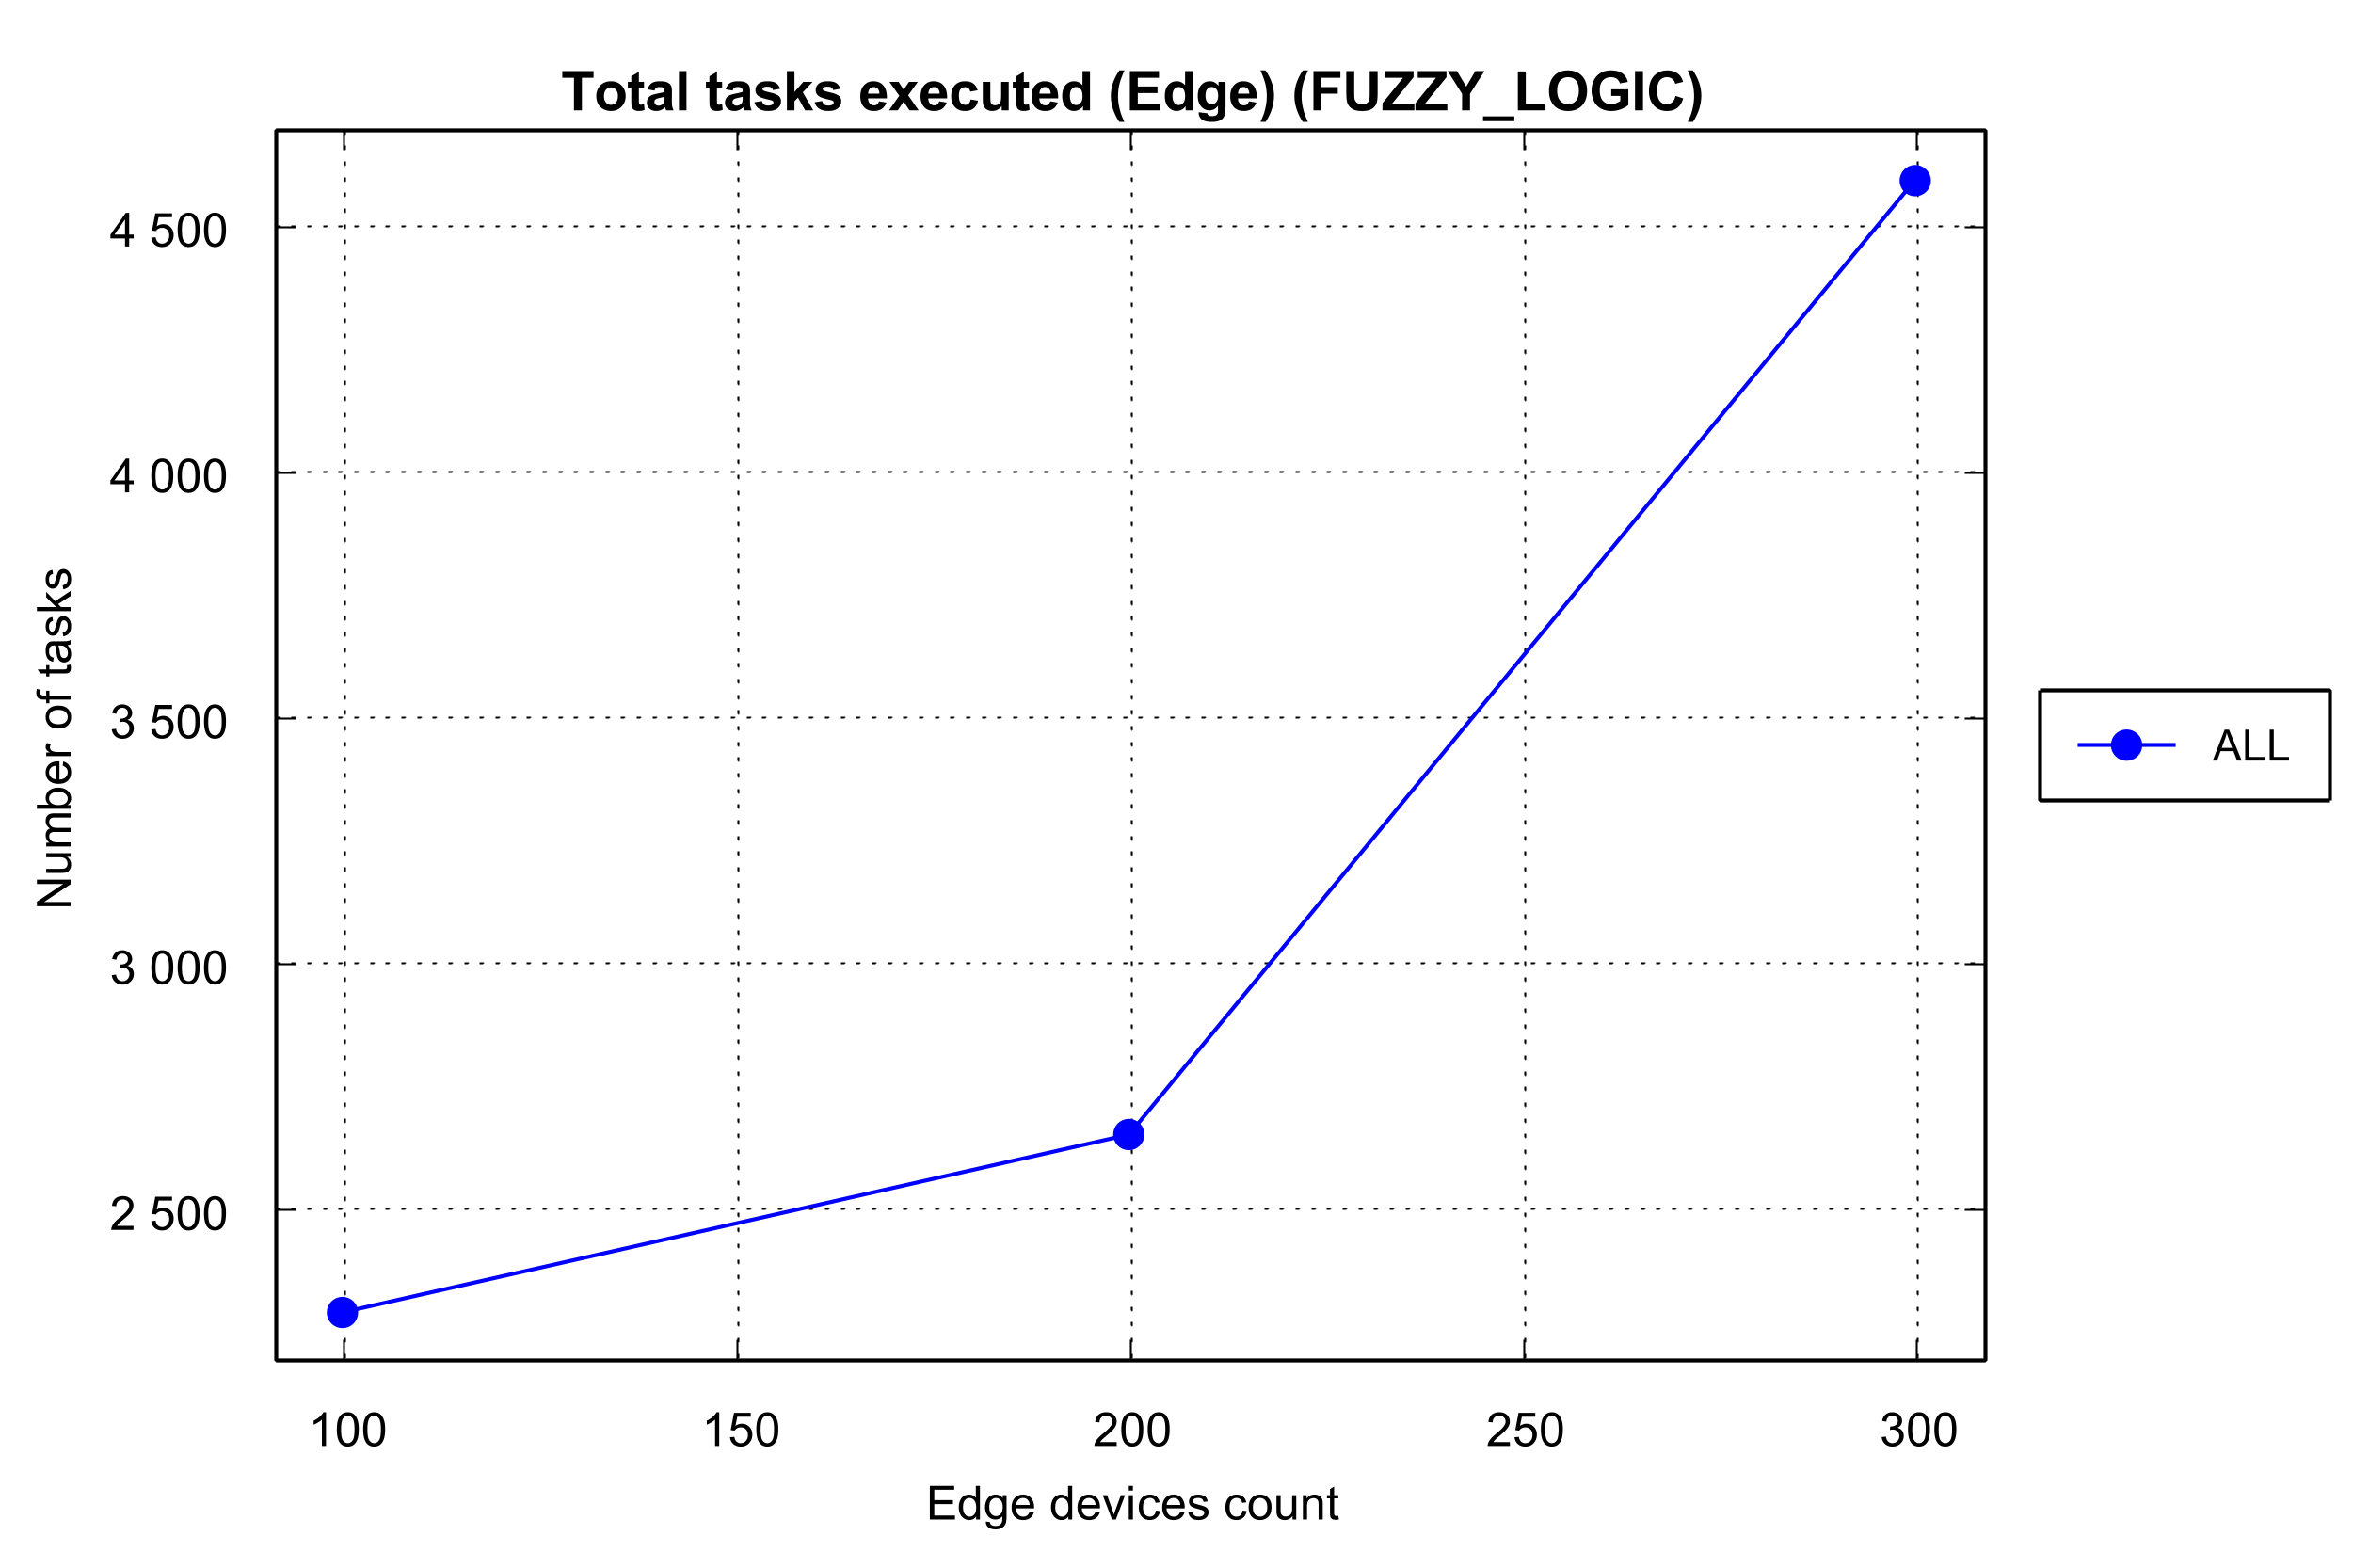 Total tasks executed (Edge) (FUZZY_LOGIC)
4 500
4 000
3 500
3 000
2 500
Number of tasks
ALL
100 150 200 250 300
Edge devices count